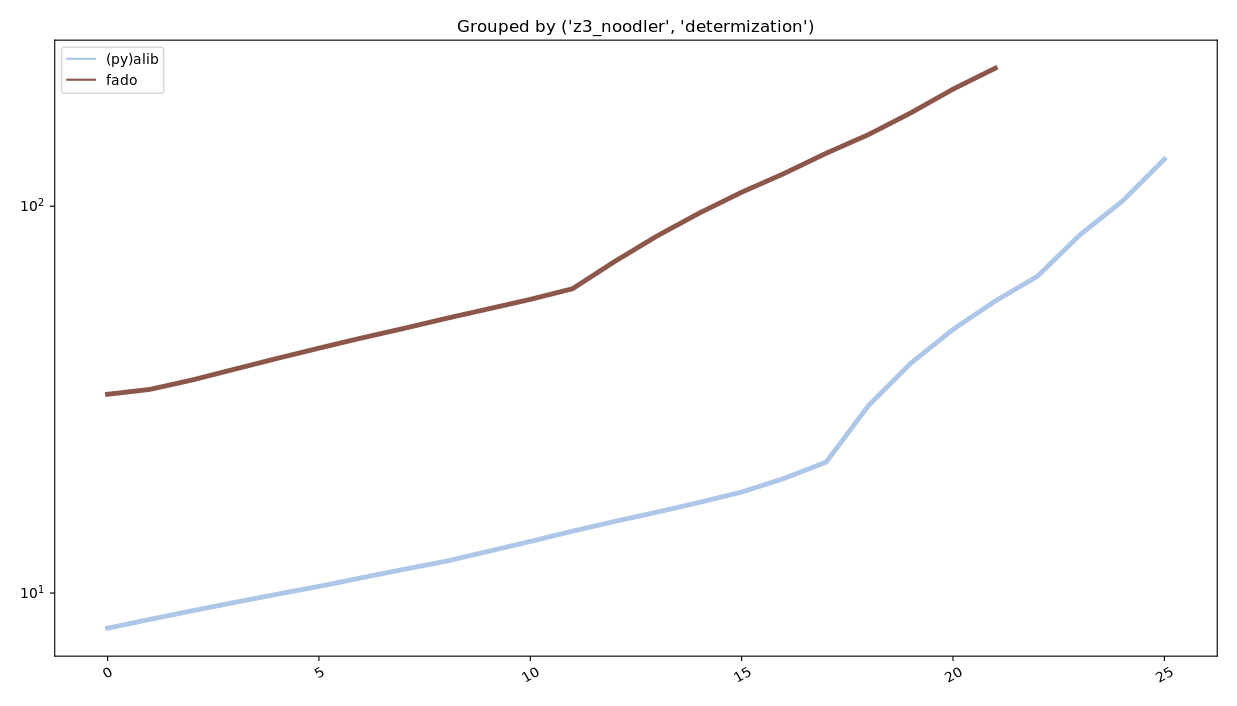 Grouped by ('z3_noodler', 'determization')
(py)alib
fado
10²
10¹
0
5
10
15
20
25